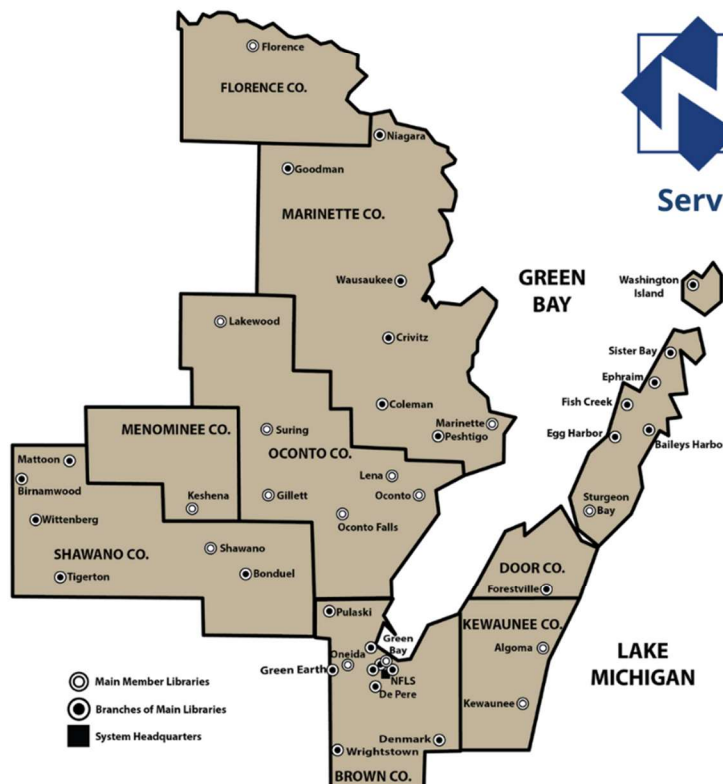 Florence
FLORENCE CO.
Niagara
Goodman
MARINETTE CO.
Serv
Wausaukee
GREEN
BAY
Washington
Island
Lakewood
Crivitz
Sister Bay
Ephraim
Fish Creek
Coleman
Marinette
Peshtigo
Egg Harbor
Baileys Harbo
MENOMINEE CO.
Suring
OCONTO CO.
Mattoon
Birnamwood
Lena
Keshena
Gillett
Oconto
Sturgeon
Bay
Wittenberg
Oconto Falls
SHAWANO CO.
Shawano
Tigerton
Bonduel
DOOR CO.
Forestville
Pulaski
KEWAUNEE CO.
Green
Bay
Oneida
Algoma
LAKE
MICHIGAN
Green Earth
NFLS
De Pere
Main Member Libraries
Branches of Main Libraries
System Headquarters
Kewaunee
Denmark
Wrightstown
BROWN CO.